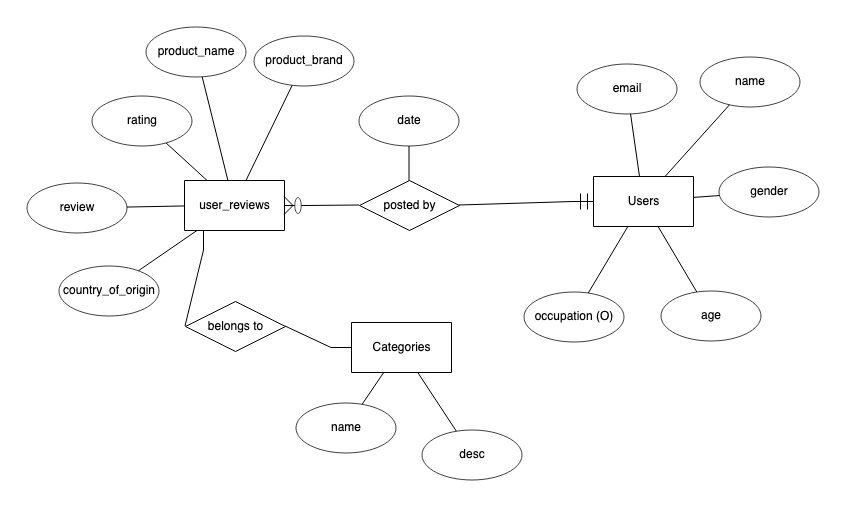 product_name
product_brand
email
name
rating
date
review
user_reviews
posted by
Users
gender
country_of_origin
occupation (O)
age
belongs to
Categories
name
desc